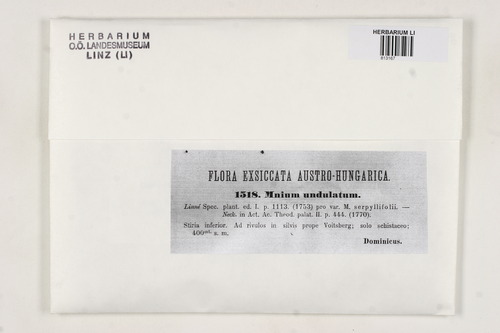 HERBARIUM
O.Ö. LANDESMUSEUM
LINZ (LI)
HERBARIUM LI
FLORA EXSICCATA AUSTRO-HUNGARICA.
1518. Mnium undulatum.
Linné Spec. plant. ed. I. p. 1113. (1753) pro var. M. serpyllifolii. —
Neck. in Act. Ac. Theod. palat. II. p. 444. (1770).
Stiria inferior. Ad rivulos in silvis prope Voitsberg; solo schistaceo;
400met. s. m.
Dominicus.